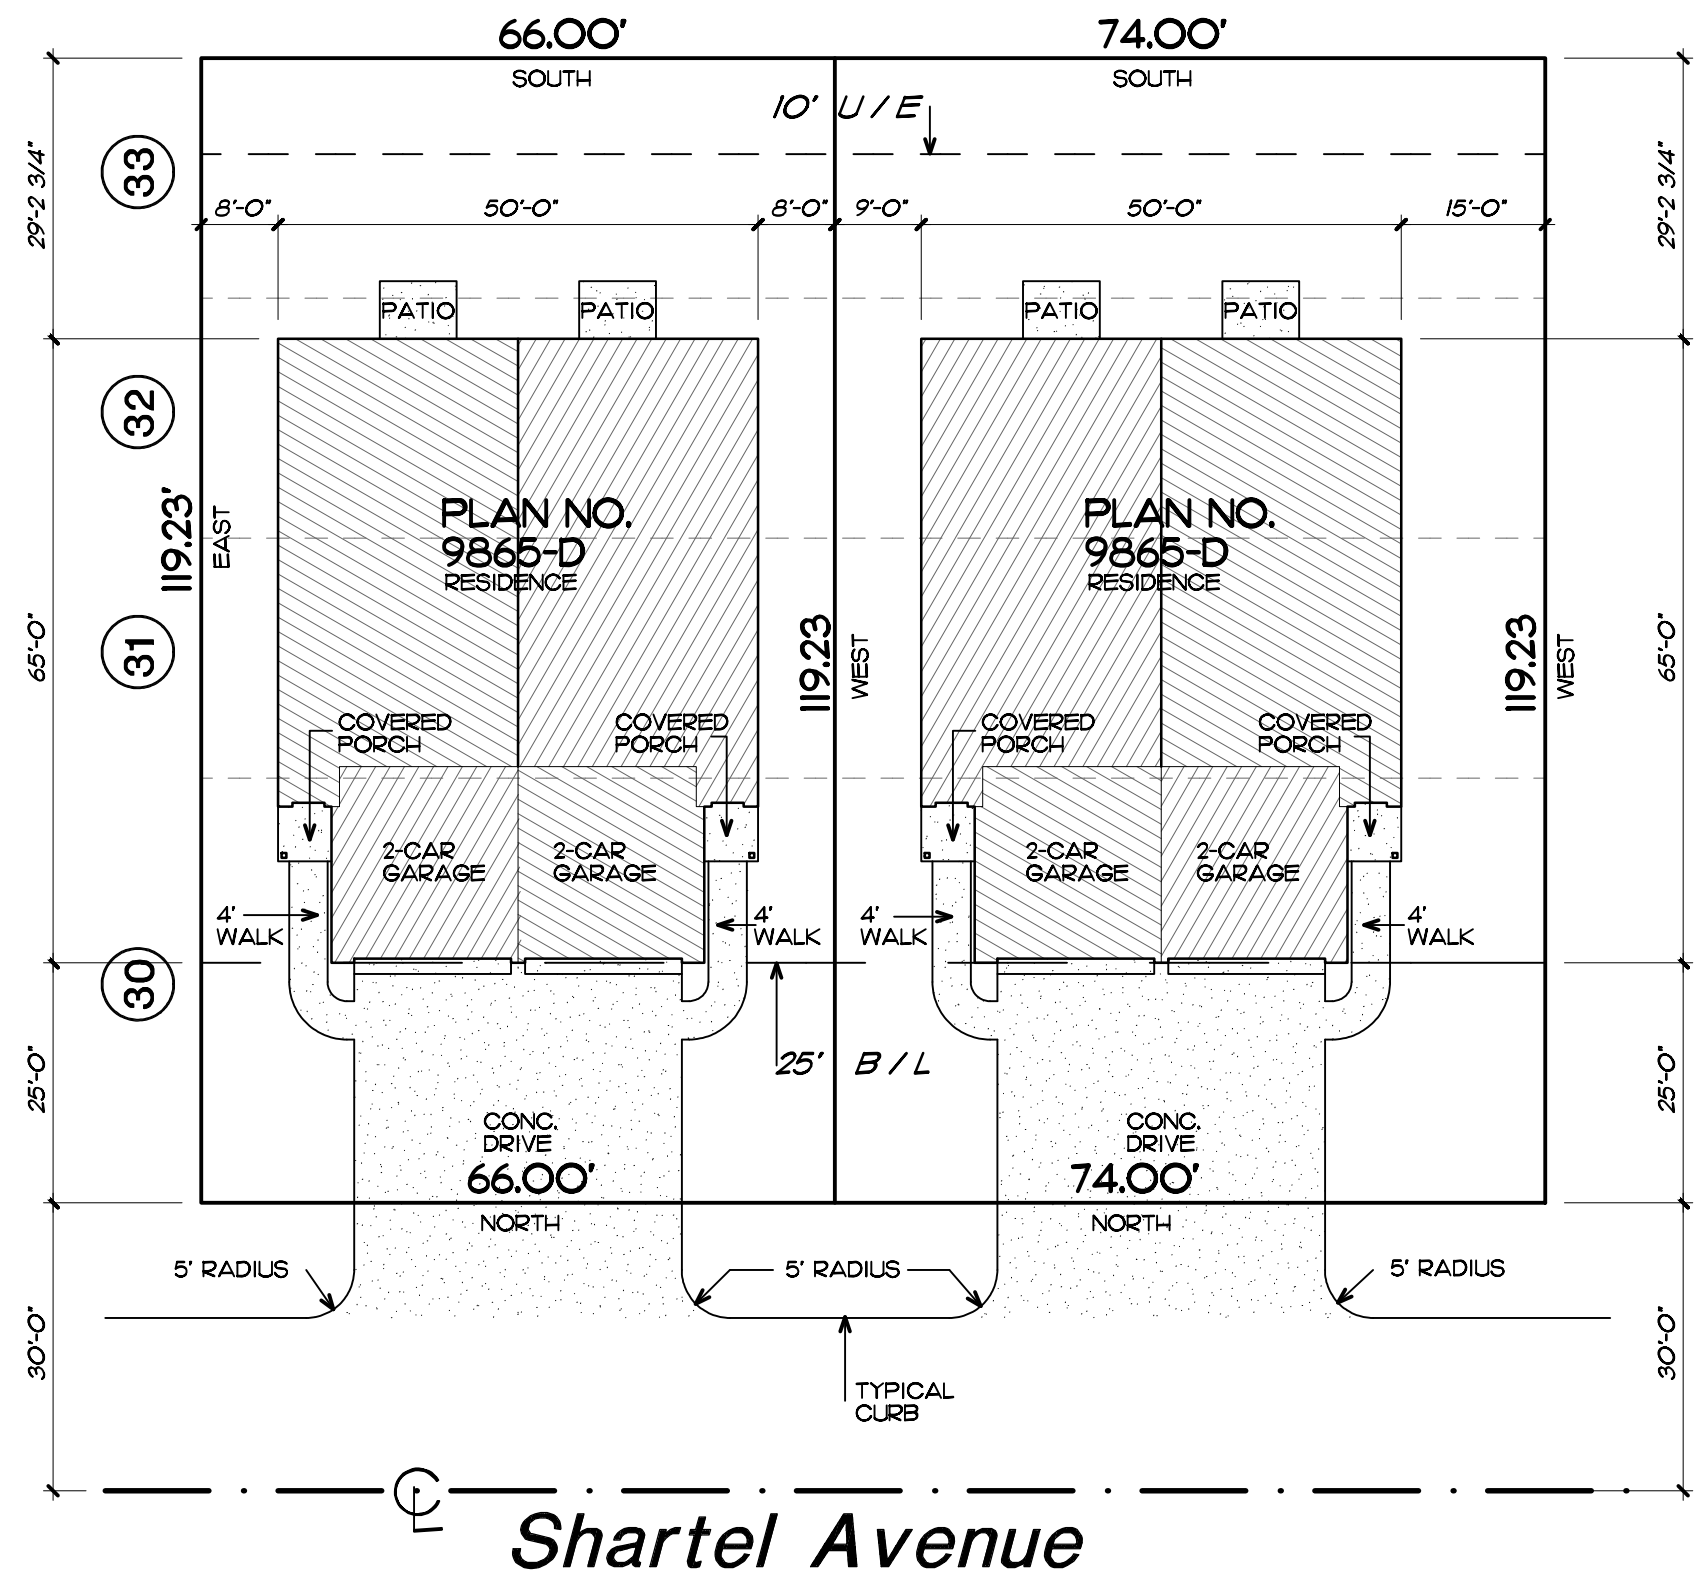 66.00'
74.00'
SOUTH
SOUTH
10' U/E
33
29'-2 3/4"
29'-2 3/4"
8'-0"
50'-0"
8'-0"
9'-0"
50'-0"
15'-0"
PATIO
PATIO
PATIO
PATIO
32
119.23'
EAST
PLAN NO.
9865-D
RESIDENCE
PLAN NO.
9865-D
RESIDENCE
31
65'-0"
119.23
WEST
119.23
WEST
65'-0"
COVERED
PORCH
COVERED
PORCH
COVERED
PORCH
COVERED
PORCH
2-CAR
GARAGE
2-CAR
GARAGE
2-CAR
GARAGE
2-CAR
GARAGE
4'
WALK
4'
WALK
4'
WALK
4'
WALK
30
25'-0"
25' B/L
25'-0"
CONC.
DRIVE
CONC.
DRIVE
66.00'
74.00'
NORTH
NORTH
5' RADIUS
5' RADIUS
5' RADIUS
30'-0"
30'-0"
TYPICAL
CURB
CL
Shartel Avenue